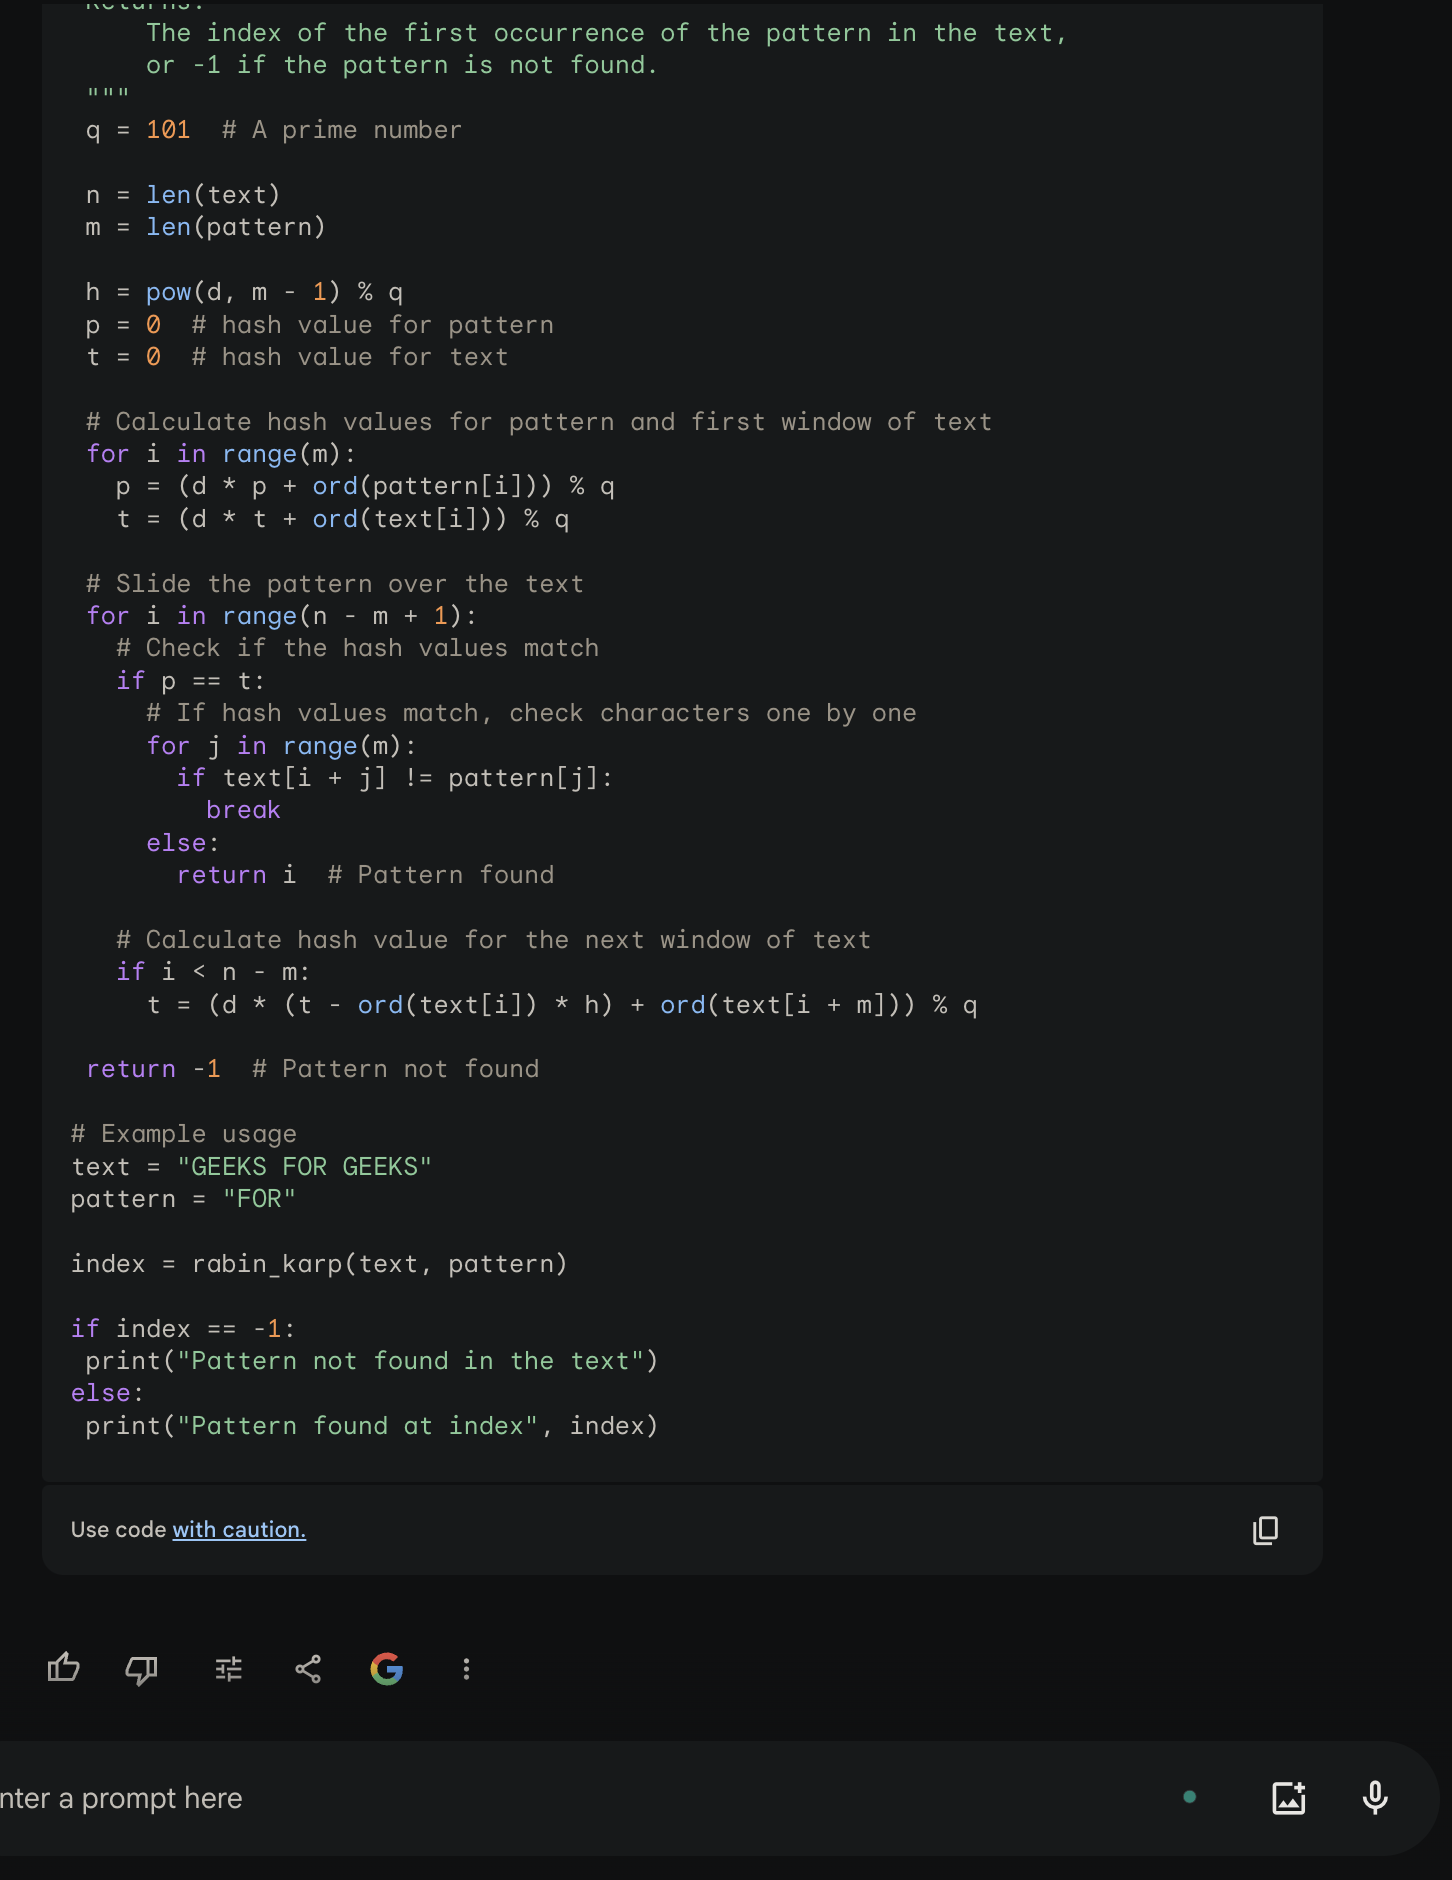 Returns:
The index of the first occurrence of the pattern in the text,
or -1 if the pattern is not found.
"""
q = 101  # A prime number
n = len(text)
m = len(pattern)
h = pow(d, m - 1) % q
p = 0  # hash value for pattern
t = 0  # hash value for text
# Calculate hash values for pattern and first window of text
for i in range(m):
p = (d * p + ord(pattern[i])) % q
t = (d * t + ord(text[i])) % q
# Slide the pattern over the text
for i in range(n - m + 1):
# Check if the hash values match
if p == t:
# If hash values match, check characters one by one
for j in range(m):
if text[i + j] != pattern[j]:
break
else:
return i  # Pattern found
# Calculate hash value for the next window of text
if i < n - m:
t = (d * (t - ord(text[i]) * h) + ord(text[i + m])) % q
return -1  # Pattern not found
# Example usage
text = "GEEKS FOR GEEKS"
pattern = "FOR"
index = rabin_karp(text, pattern)
if index == -1:
print("Pattern not found in the text")
else:
print("Pattern found at index", index)
Use code with caution.
nter a prompt here